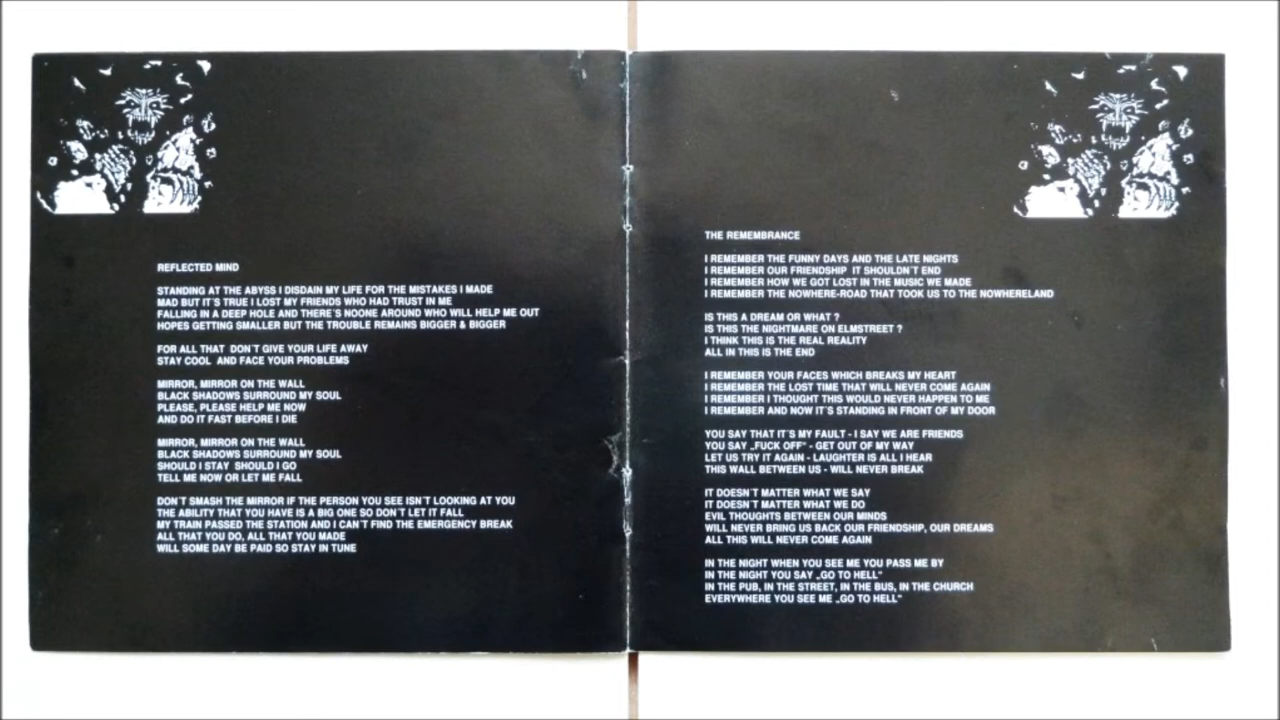 REFLECTED MIND
STANDING AT THE ABYSS I DISDAIN MY LIFE FOR THE MISTAKES I MADE
MAD BUT IT´S TRUE I LOST MY FRIENDS WHO HAD TRUST IN ME
FALLING IN A DEEP HOLE AND THERE´S NOONE AROUND WHO WILL HELP ME OUT
HOPES GETTING SMALLER BUT THE TROUBLE REMAINS BIGGER & BIGGER
FOR ALL THAT DON´T GIVE YOUR LIFE AWAY
STAY COOL AND FACE YOUR PROBLEMS
MIRROR, MIRROR ON THE WALL
BLACK SHADOWS SURROUND MY SOUL
PLEASE, PLEASE HELP ME NOW
AND DO IT FAST BEFORE I DIE
MIRROR, MIRROR ON THE WALL
BLACK SHADOWS SURROUND MY SOUL
SHOULD I STAY SHOULD I GO
TELL ME NOW OR LET ME FALL
DON´T SMASH THE MIRROR IF THE PERSON YOU SEE ISN´T LOOKING AT YOU
THE ABILITY THAT YOU HAVE IS A BIG ONE SO DON´T LET IT FALL
MY TRAIN PASSED THE STATION AND I CAN´T FIND THE EMERGENCY BREAK
ALL THAT YOU DO, ALL THAT YOU MADE
WILL SOME DAY BE PAID SO STAY IN TUNE
THE REMEMBRANCE
I REMEMBER THE FUNNY DAYS AND THE LATE NIGHTS
I REMEMBER OUR FRIENDSHIP IT SHOULDN´T END
I REMEMBER HOW WE GOT LOST IN THE MUSIC WE MADE
I REMEMBER THE NOWHERE-ROAD THAT TOOK US TO THE NOWHERELAND
IS THIS A DREAM OR WHAT ?
IS THIS THE NIGHTMARE ON ELMSTREET ?
I THINK THIS IS THE REAL REALITY
ALL IN THIS IS THE END
I REMEMBER YOUR FACES WHICH BREAKS MY HEART
I REMEMBER THE LOST TIME THAT WILL NEVER COME AGAIN
I REMEMBER I THOUGHT THIS WOULD NEVER HAPPEN TO ME
I REMEMBER AND NOW IT´S STANDING IN FRONT OF MY DOOR
YOU SAY THAT IT´S MY FAULT - I SAY WE ARE FRIENDS
YOU SAY „FUCK OFF“ - GET OUT OF MY WAY
LET US TRY IT AGAIN - LAUGHTER IS ALL I HEAR
THIS WALL BETWEEN US - WILL NEVER BREAK
IT DOESN´T MATTER WHAT WE SAY
IT DOESN´T MATTER WHAT WE DO
EVIL THOUGHTS BETWEEN OUR MINDS
WILL NEVER BRING US BACK OUR FRIENDSHIP, OUR DREAMS
ALL THIS WILL NEVER COME AGAIN
IN THE NIGHT WHEN YOU SEE ME YOU PASS ME BY
IN THE NIGHT YOU SAY „GO TO HELL“
IN THE PUB, IN THE STREET, IN THE BUS, IN THE CHURCH
EVERYWHERE YOU SEE ME „GO TO HELL“